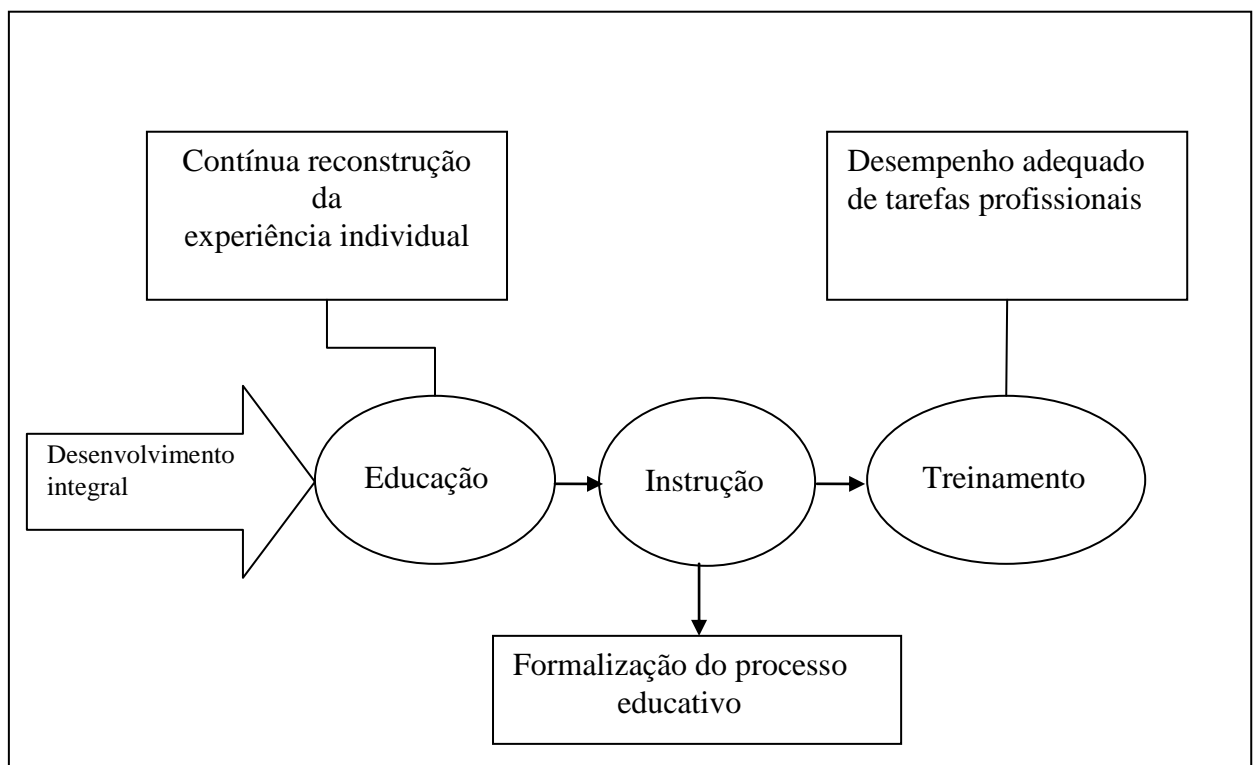 Contínua reconstrução
da
experiência individual
Desempenho adequado
de tarefas profissionais
Desenvolvimento
integral
Educação
Instrução
Treinamento
Formalização do processo
educativo